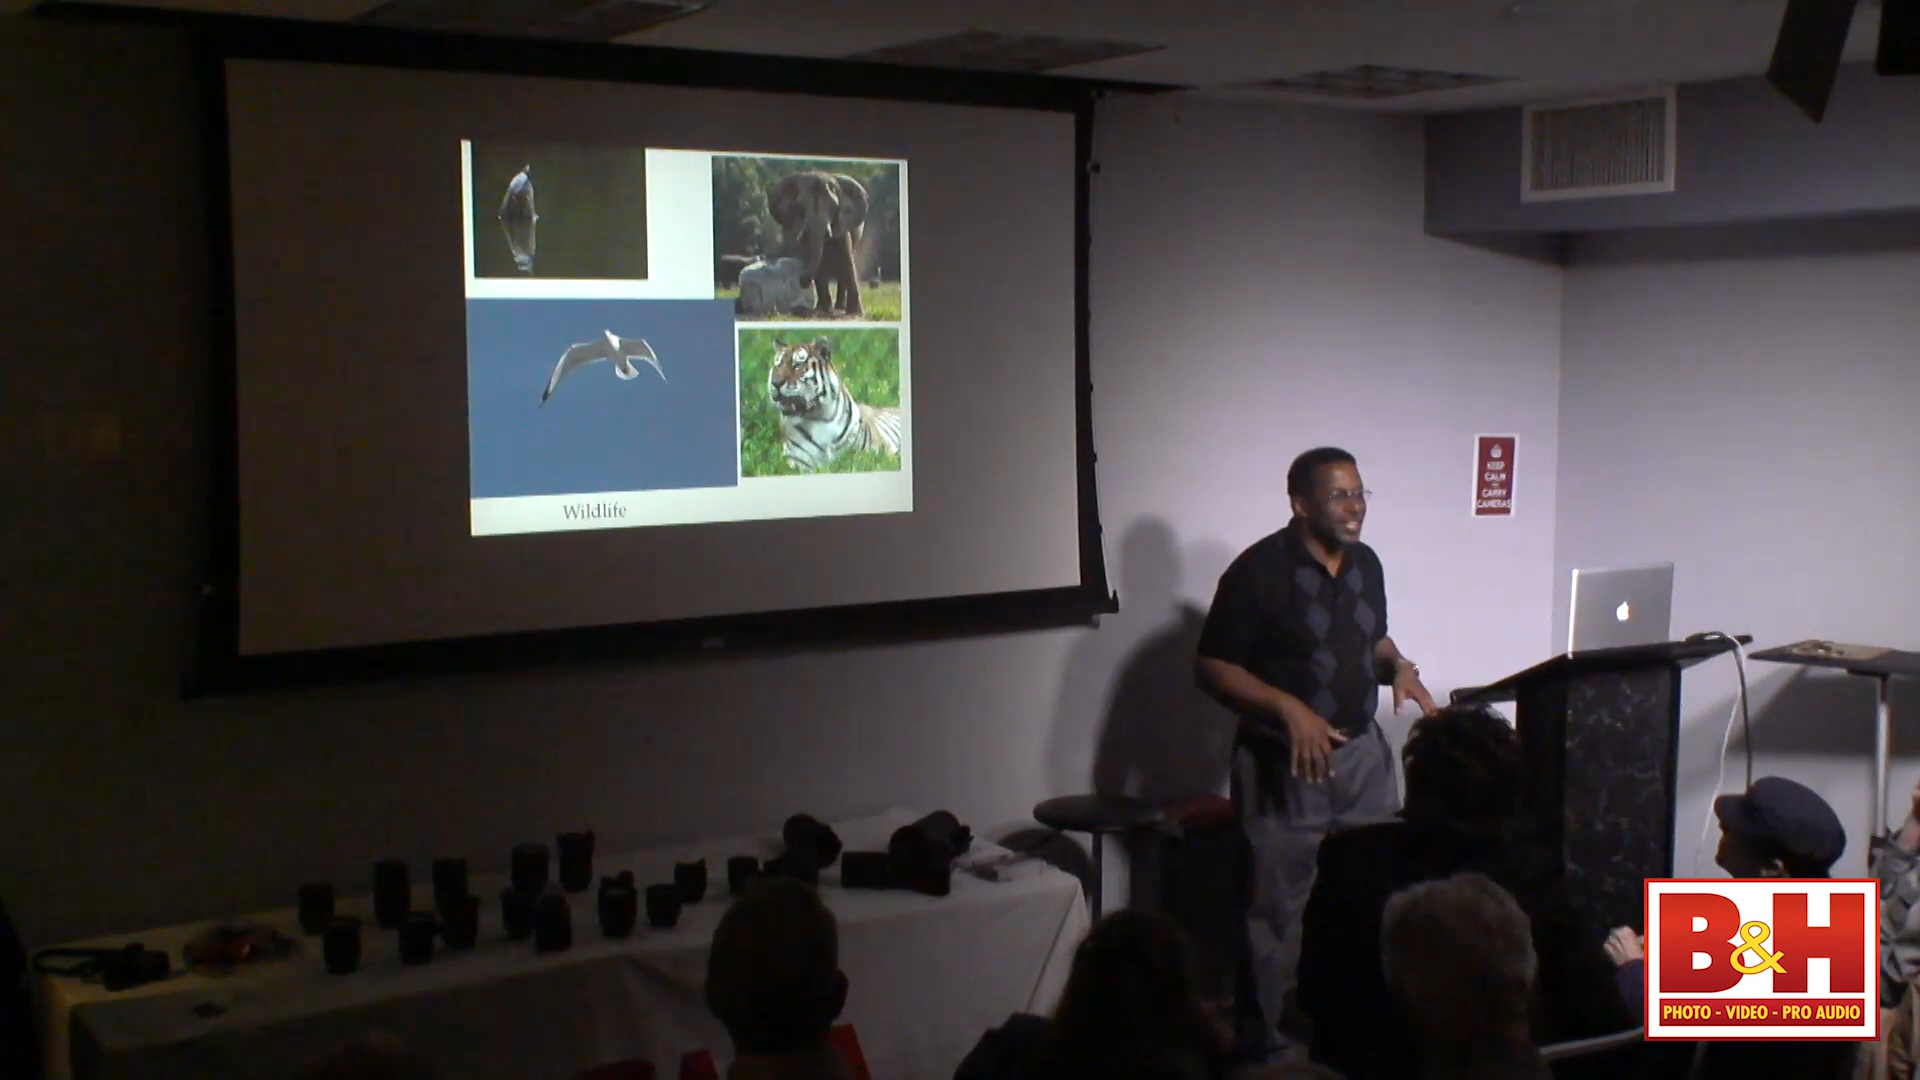 Wildlife
KEEP
CALM
CARRY
CAMERAS
B&H
PHOTO - VIDEO - PRO AUDIO